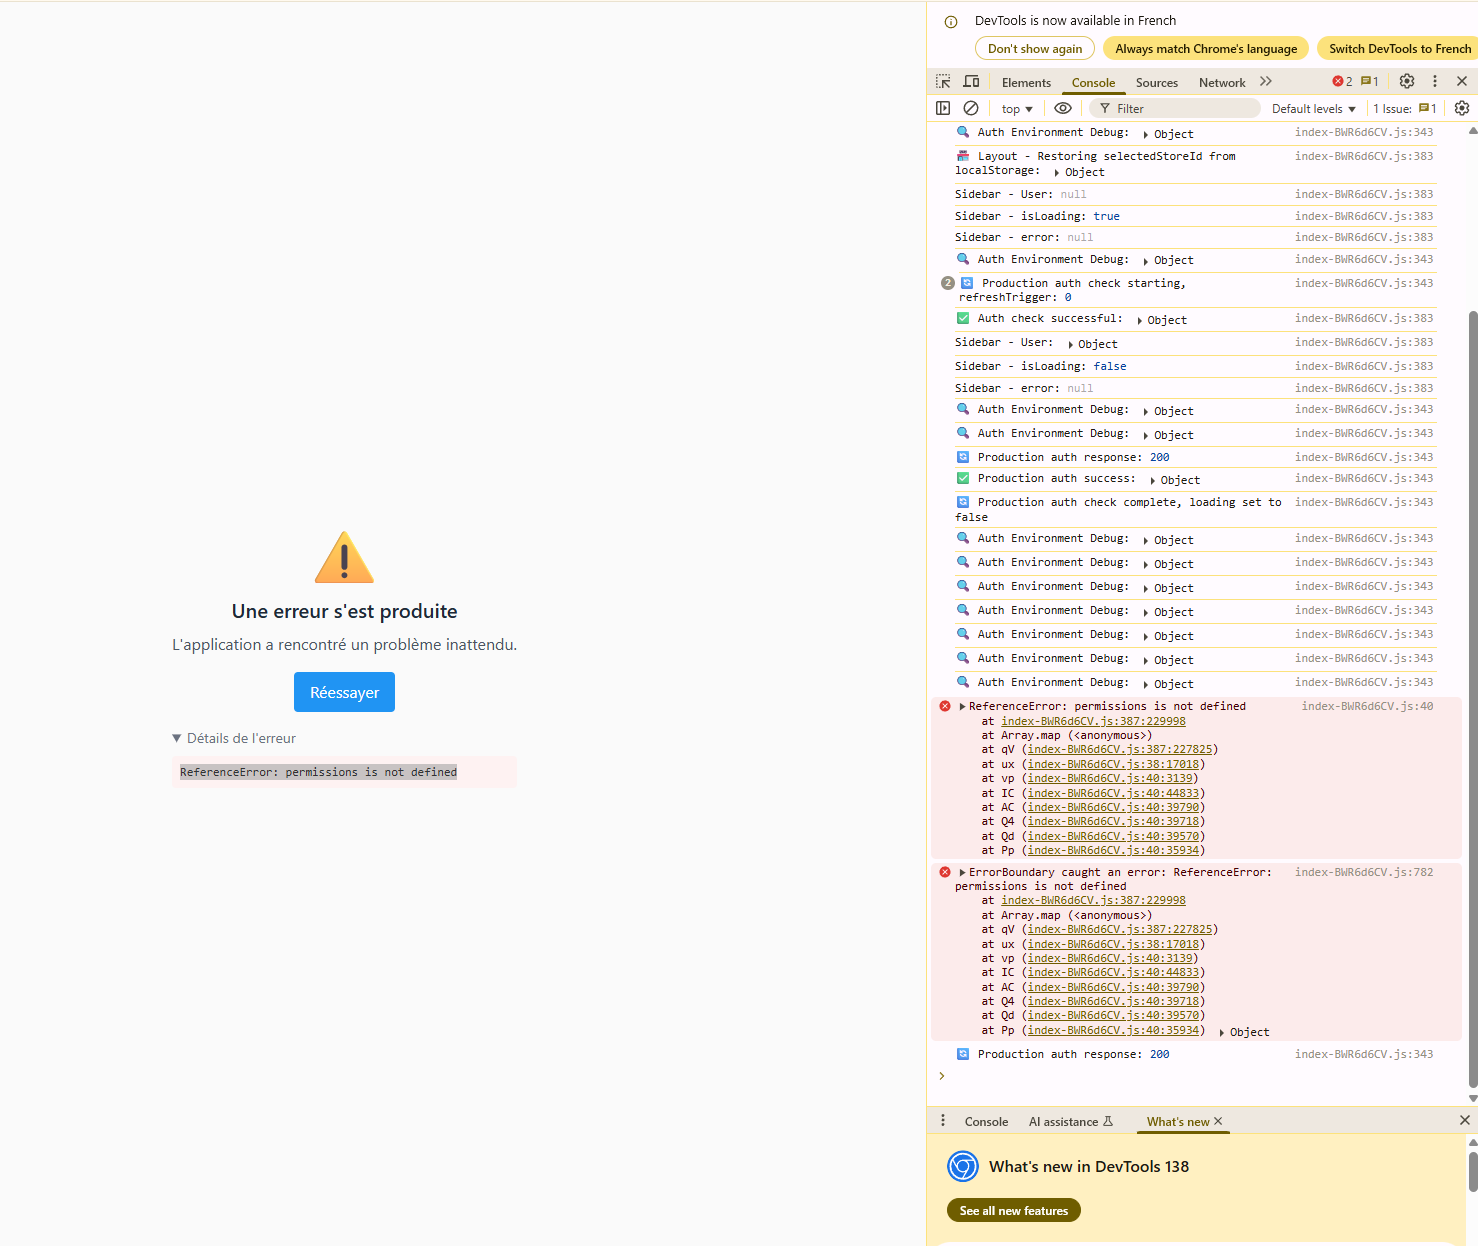 Une erreur s'est produite
L'application a rencontré un problème inattendu.
Réessayer
▼ Détails de l'erreur
ReferenceError: permissions is not defined
DevTools is now available in French
Don't show again
Always match Chrome's language
Switch DevTools to French
Elements Console Sources Network 2 1
top Filter Default levels 1 Issue: 1
Auth Environment Debug: ▶ Object index-BWR6d6CV.js:343
Layout - Restoring selectedStoreId from index-BWR6d6CV.js:383
localStorage: ▶ Object
Sidebar - User: null index-BWR6d6CV.js:383
Sidebar - isLoading: true index-BWR6d6CV.js:383
Sidebar - error: null index-BWR6d6CV.js:383
Auth Environment Debug: ▶ Object index-BWR6d6CV.js:343
2 Production auth check starting, index-BWR6d6CV.js:343
refreshTrigger: 0
Auth check successful: ▶ Object index-BWR6d6CV.js:383
Sidebar - User: ▶ Object index-BWR6d6CV.js:383
Sidebar - isLoading: false index-BWR6d6CV.js:383
Sidebar - error: null index-BWR6d6CV.js:383
Auth Environment Debug: ▶ Object index-BWR6d6CV.js:343
Auth Environment Debug: ▶ Object index-BWR6d6CV.js:343
Production auth response: 200 index-BWR6d6CV.js:343
Production auth success: ▶ Object index-BWR6d6CV.js:343
Production auth check complete, loading set to index-BWR6d6CV.js:343
false
Auth Environment Debug: ▶ Object index-BWR6d6CV.js:343
Auth Environment Debug: ▶ Object index-BWR6d6CV.js:343
Auth Environment Debug: ▶ Object index-BWR6d6CV.js:343
Auth Environment Debug: ▶ Object index-BWR6d6CV.js:343
Auth Environment Debug: ▶ Object index-BWR6d6CV.js:343
Auth Environment Debug: ▶ Object index-BWR6d6CV.js:343
Auth Environment Debug: ▶ Object index-BWR6d6CV.js:343
▶ ReferenceError: permissions is not defined index-BWR6d6CV.js:40
at index-BWR6d6CV.js:387:229998
at Array.map (<anonymous>)
at qV (index-BWR6d6CV.js:387:227825)
at ux (index-BWR6d6CV.js:38:17018)
at vp (index-BWR6d6CV.js:40:3139)
at IC (index-BWR6d6CV.js:40:44833)
at AC (index-BWR6d6CV.js:40:39790)
at Q4 (index-BWR6d6CV.js:40:39718)
at Qd (index-BWR6d6CV.js:40:39570)
at Pp (index-BWR6d6CV.js:40:35934)
▶ ErrorBoundary caught an error: ReferenceError: index-BWR6d6CV.js:782
permissions is not defined
at index-BWR6d6CV.js:387:229998
at Array.map (<anonymous>)
at qV (index-BWR6d6CV.js:387:227825)
at ux (index-BWR6d6CV.js:38:17018)
at vp (index-BWR6d6CV.js:40:3139)
at IC (index-BWR6d6CV.js:40:44833)
at AC (index-BWR6d6CV.js:40:39790)
at Q4 (index-BWR6d6CV.js:40:39718)
at Qd (index-BWR6d6CV.js:40:39570)
at Pp (index-BWR6d6CV.js:40:35934) ▶ Object
Production auth response: 200 index-BWR6d6CV.js:343
Console AI assistance What's new
What's new in DevTools 138
See all new features